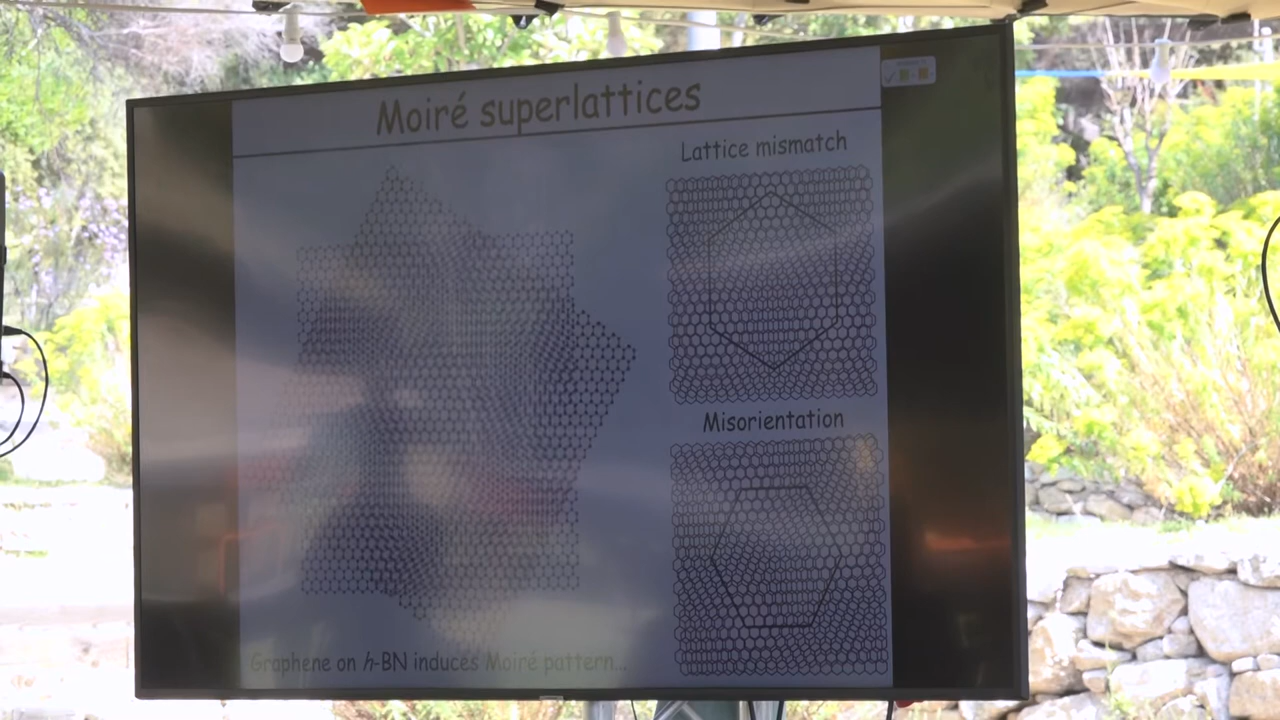 Moiré superlattices
Lattice mismatch
Misorientation
Graphene on h-BN induces Moiré pattern...